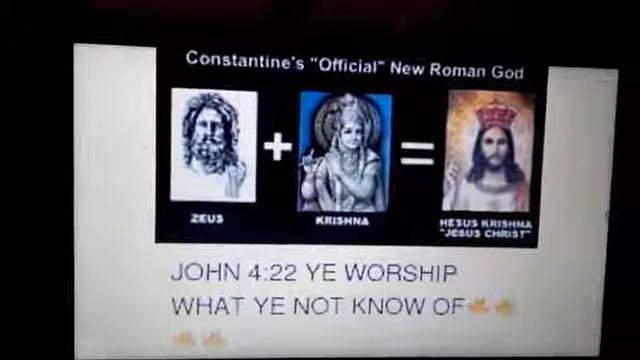 Constantine's "Official" New Roman God
ZEUS
KRISHNA
HESUS KRISHNA
"JESUS CHRIST"
JOHN 4:22 YE WORSHIP
WHAT YE NOT KNOW OF